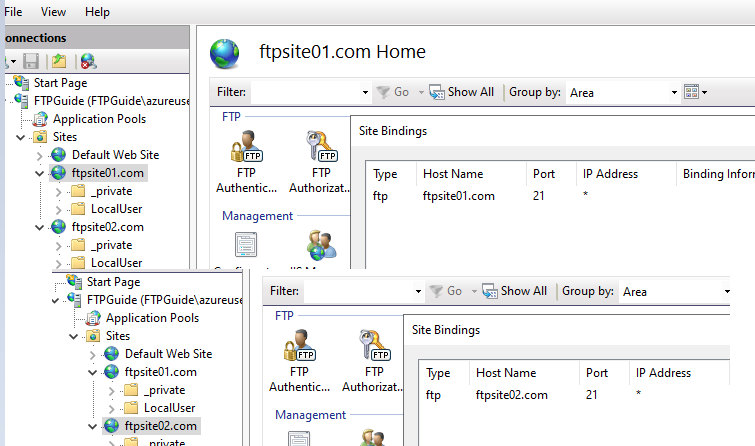 File View Help
onnections
Start Page
FTPGuide (FTPGuide\azureuse
Application Pools
Sites
Default Web Site
ftpsite01.com
_private
LocalUser
ftpsite02.com
_private
LocalUser
ftpsite01.com Home
Filter: Go Show All Group by: Area
FTP
FTP FTP
FTP FTP
Authentic... Authorizat...
Management
Site Bindings
Type Host Name Port IP Address Binding Infor
ftp ftpsite01.com 21 *
Start Page
FTPGuide (FTPGuide\azureuse
Application Pools
Sites
Default Web Site
ftpsite01.com
_private
LocalUser
ftpsite02.com
_private
Filter: Go Show All Group by: Area
FTP
FTP FTP
FTP FTP
Authentic... Authorizat...
Management
Site Bindings
Type Host Name Port IP Address
ftp ftpsite02.com 21 *